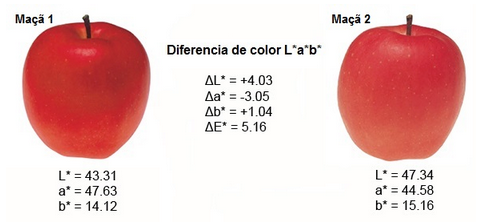 Maçã 1
Maçã 2
Diferencia de color L*a*b*
ΔL* = +4.03
Δa* = -3.05
Δb* = +1.04
ΔE* = 5.16
L* = 43.31
a* = 47.63
b* = 14.12
L* = 47.34
a* = 44.58
b* = 15.16